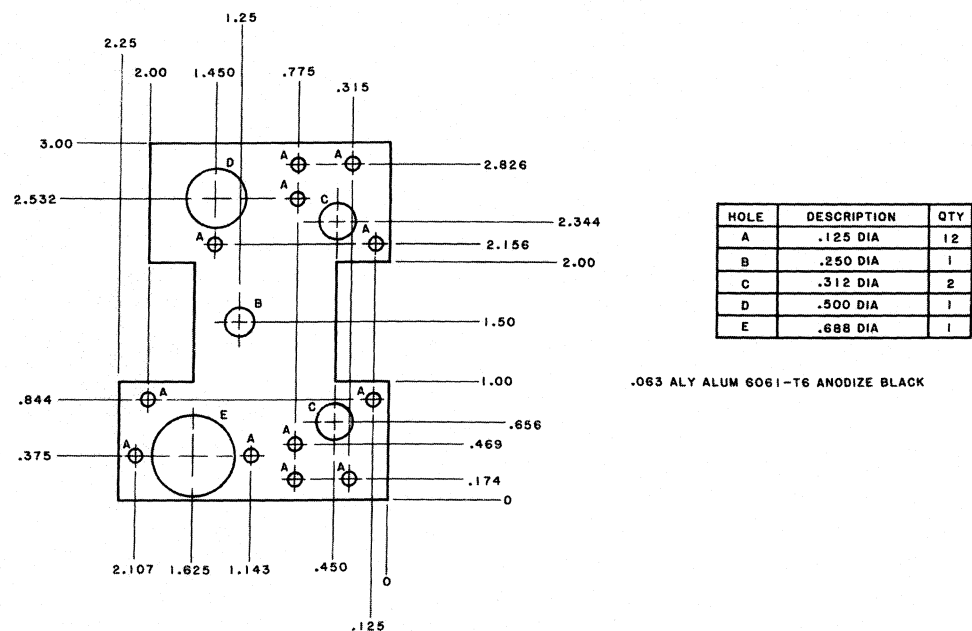 1.25
2.25
2.00 1.450 .775
.315
3.00
A A
D
2.826
A
2.532
C
2.344
A A
2.156
2.00
B
1.50
1.00
A
.844
E C
.656
A A A
.469
.375
A A
.174
0
2.107 1.625 1.143 .450
0
.125
HOLE DESCRIPTION QTY
A .125 DIA 12
B .250 DIA 1
C .312 DIA 2
D .500 DIA 1
E .688 DIA 1
.063 ALY ALUM 6061-T6 ANODIZE BLACK